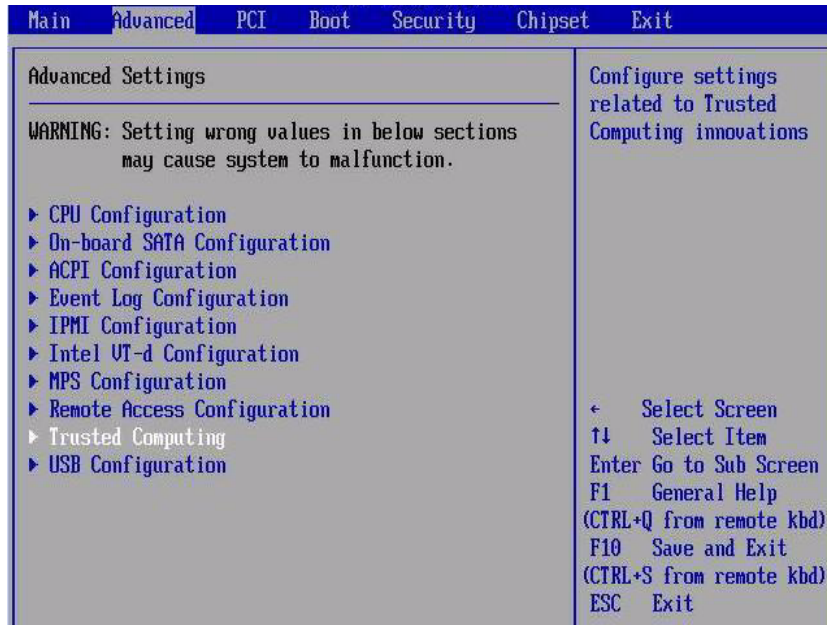 Main Advanced PCI Boot Security Chipset Exit
Advanced Settings
WARNING: Setting wrong values in below sections
may cause system to malfunction.
▶ CPU Configuration
▶ On-board SATA Configuration
▶ ACPI Configuration
▶ Event Log Configuration
▶ IPMI Configuration
▶ Intel VT-d Configuration
▶ MPS Configuration
▶ Remote Access Configuration
▶ Trusted Computing
▶ USB Configuration
Configure settings
related to Trusted
Computing innovations
← Select Screen
↑↓ Select Item
Enter Go to Sub Screen
F1 General Help
(CTRL+Q from remote kbd)
F10 Save and Exit
(CTRL+S from remote kbd)
ESC Exit